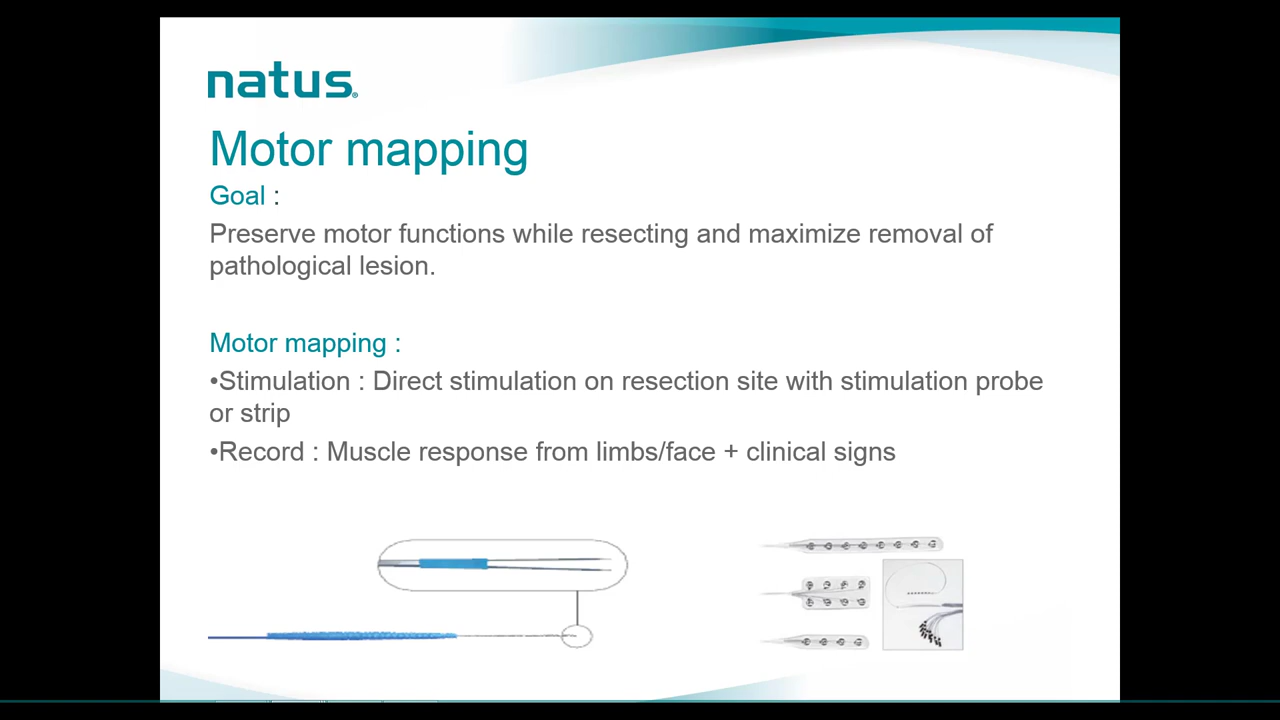 natus®
Motor mapping
Goal :
Preserve motor functions while resecting and maximize removal of
pathological lesion.
Motor mapping :
•Stimulation : Direct stimulation on resection site with stimulation probe
or strip
•Record : Muscle response from limbs/face + clinical signs